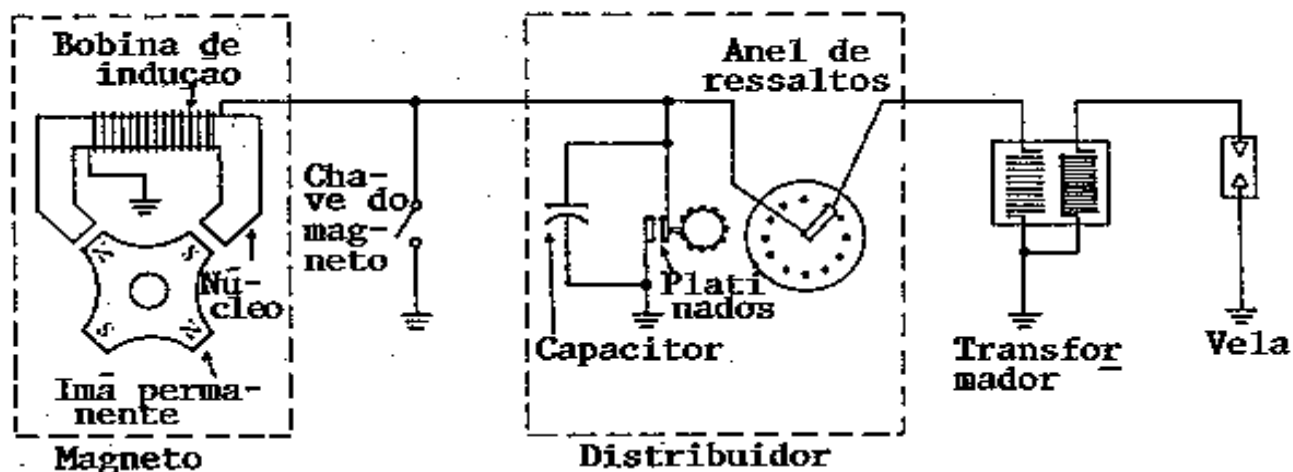 Bobina de
indução
Anel de
ressaltos
Cha-
ve do
mag-
neto
N
S
S
N
Nú-
cleo
Plati
nados
Capacitor
Transfor
mador
Vela
Imã perma-
nente
Magneto
Distribuidor